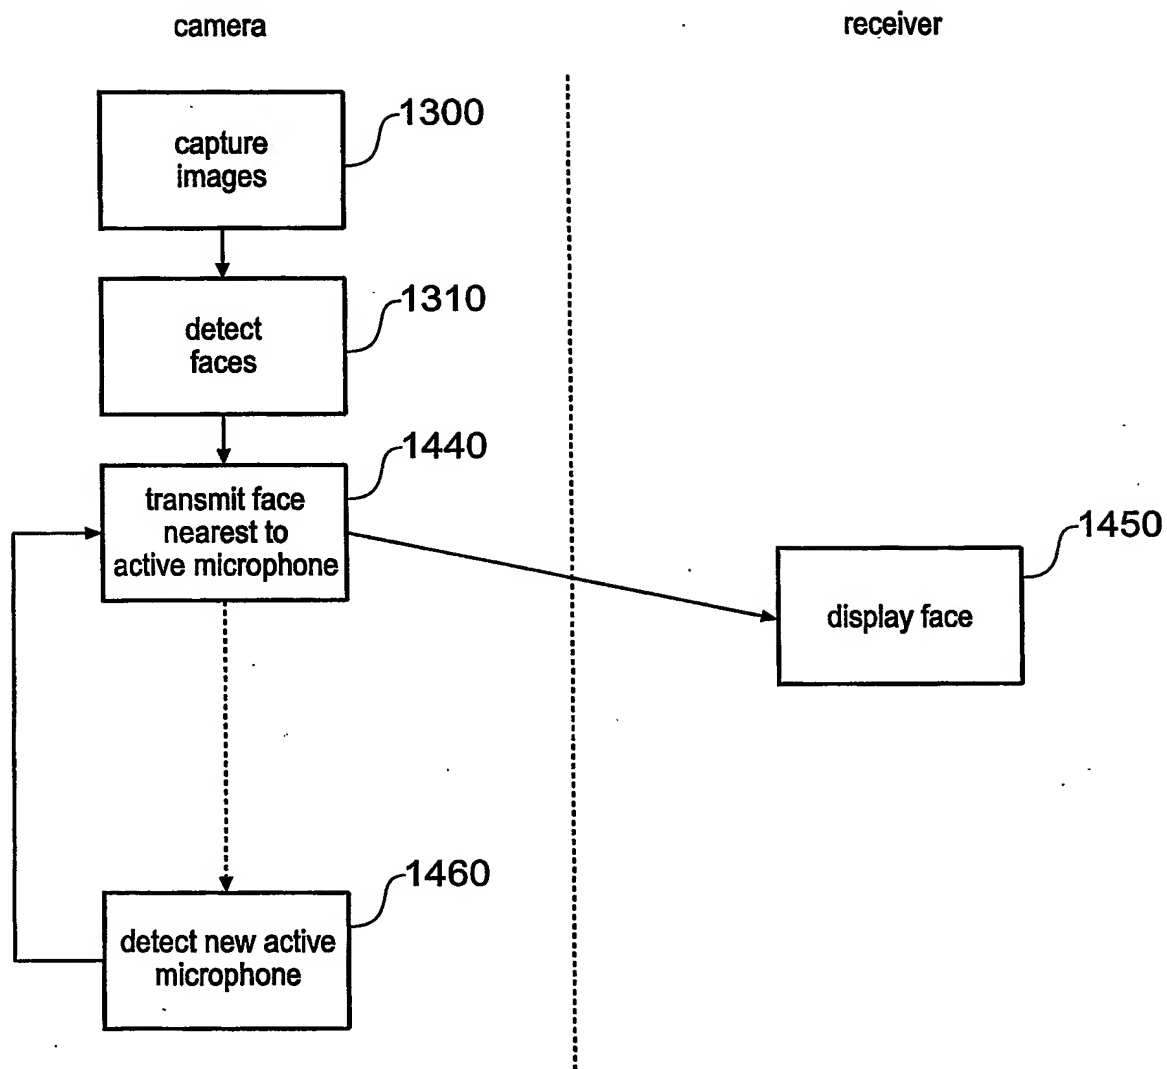 camera
receiver
1300
capture
images
1310
detect
faces
1440
transmit face
nearest to
active microphone
1450
display face
1460
detect new active
microphone